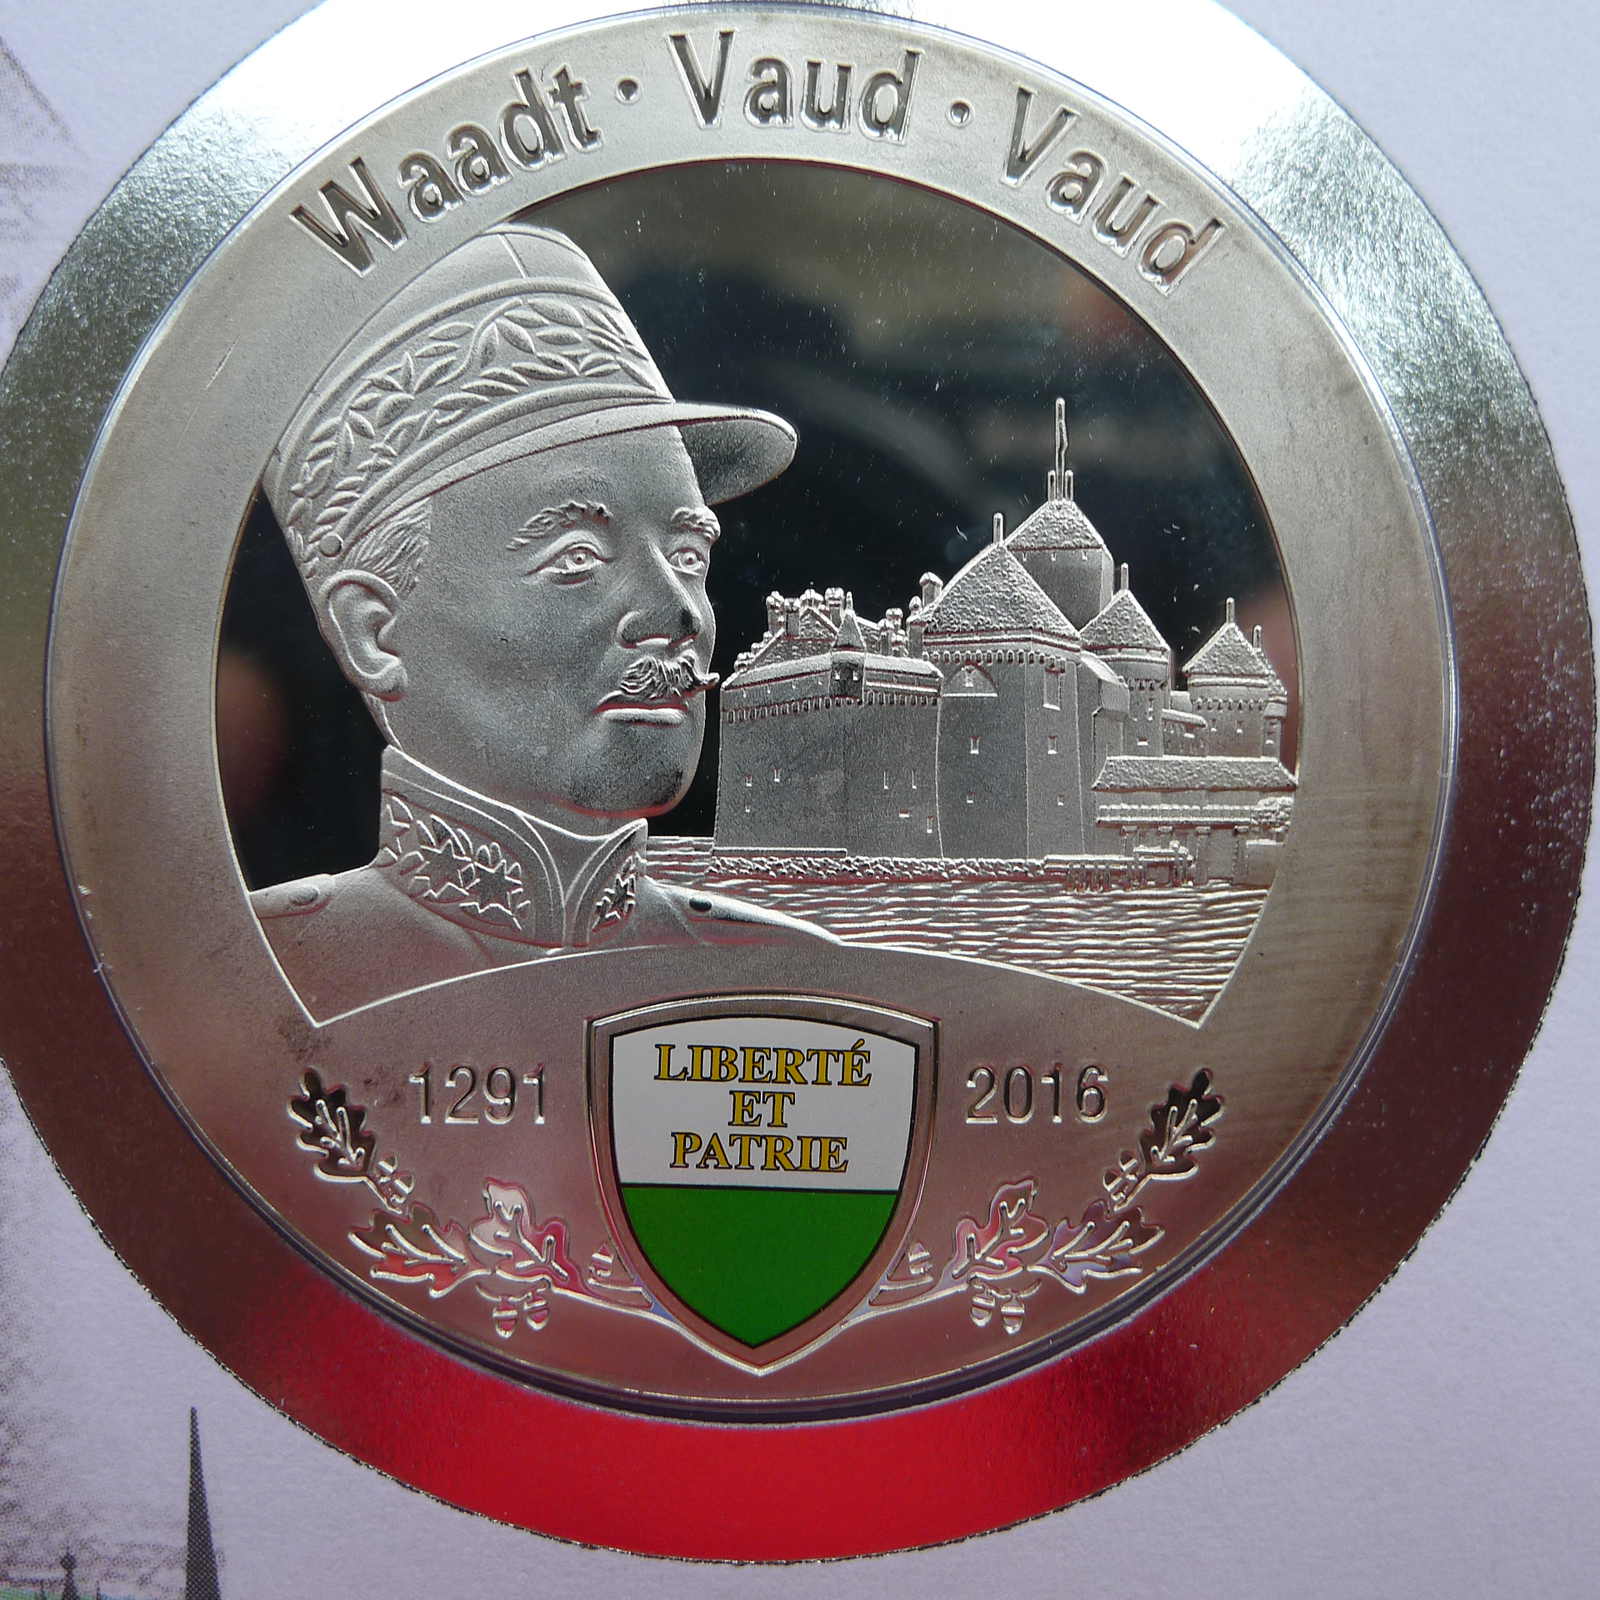 Waadt · Vaud · Vaud
1291
LIBERTÉ
ET
PATRIE
2016